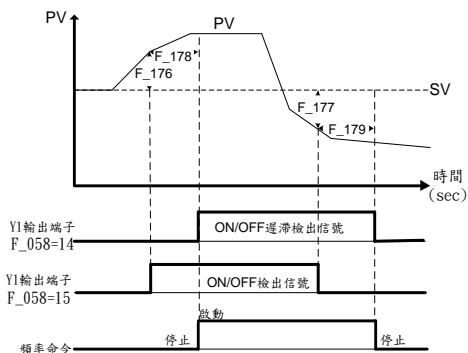 PV
PV
F_178
F_176
SV
F_177
F_179
時間
(sec)
Y1輸出端子
F_058=14
ON/OFF遲滯檢出信號
Y1輸出端子
F_058=15
ON/OFF檢出信號
啟動
停止
停止
頻率命令